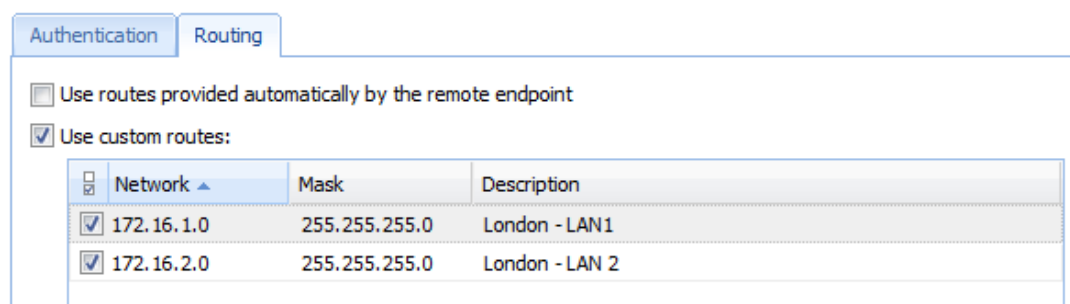 Authentication Routing
Use routes provided automatically by the remote endpoint
Use custom routes:
Network Mask Description
172.16.1.0 255.255.255.0 London - LAN1
172.16.2.0 255.255.255.0 London - LAN 2